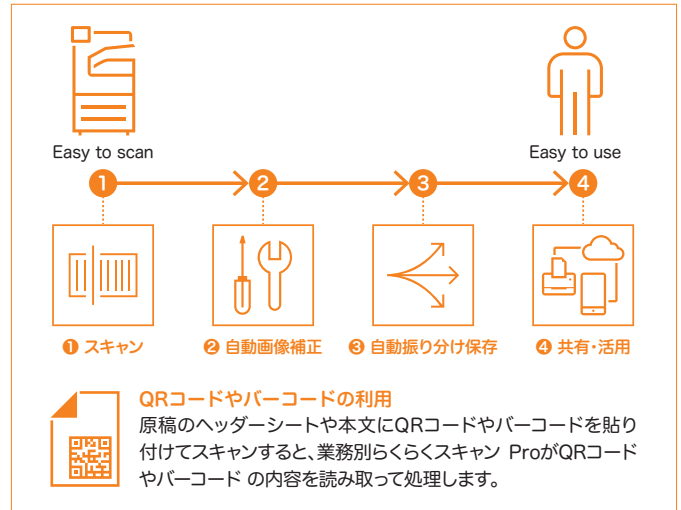 Easy to scan
Easy to use
1 2 3 4
❶ スキャン
❷ 自動画像補正
❸ 自動振り分け保存
❹ 共有・活用
QRコードやバーコードの利用
原稿のヘッダーシートや本文にQRコードやバーコードを貼り
付けてスキャンすると、業務別らくらくスキャン ProがQRコード
やバーコード の内容を読み取って処理します。